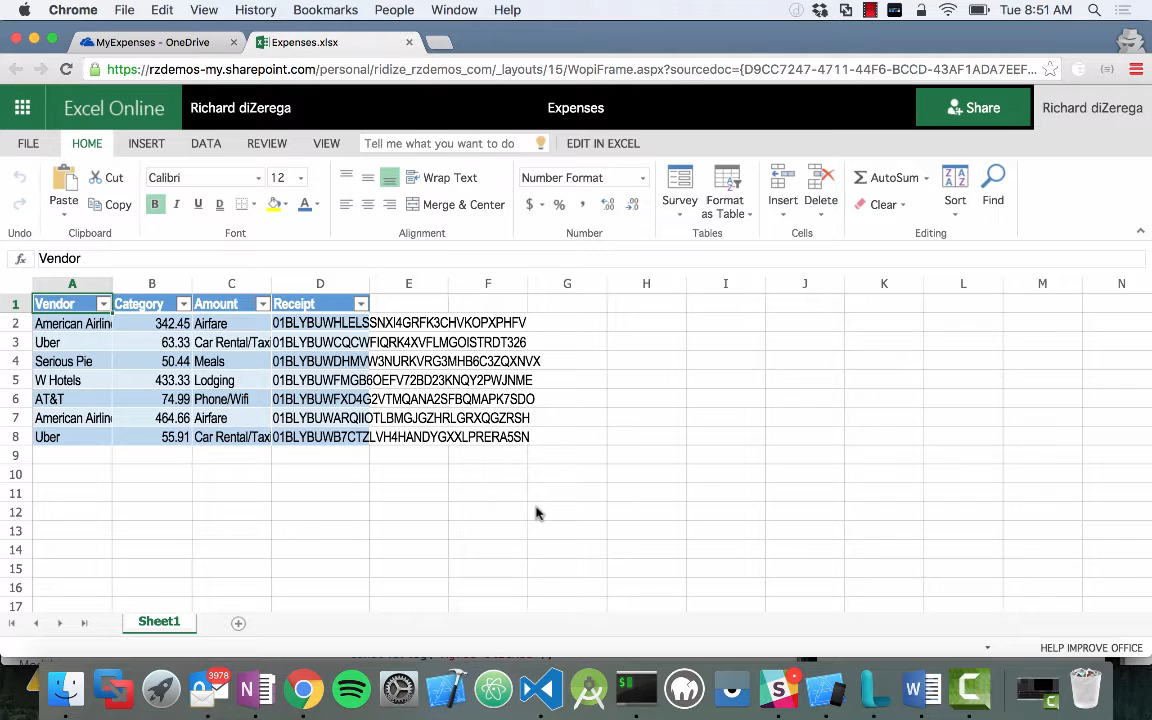 Chrome File Edit View History Bookmarks People Window Help Tue 8:51 AM
MyExpenses - OneDrive Expenses.xlsx
https://rzdemos-my.sharepoint.com/personal/ridize_rzdemos_com/_layouts/15/WopiFrame.aspx?sourcedoc={D9CC7247-4711-44F6-BCCD-43AF1ADA7EEF...
Excel Online Richard diZerega Expenses Share Richard diZerega
FILE HOME INSERT DATA REVIEW VIEW Tell me what you want to do EDIT IN EXCEL
Paste Cut Calibri 12 Wrap Text Number Format Survey Format as Table Insert Delete AutoSum Sort Find
Copy B I U D A Merge & Center $ % , .00 Clear
Undo Clipboard Font Alignment Number Tables Cells Editing
fx Vendor
A B C D E F G H I J K L M N
1 Vendor Category Amount Receipt
2 American Airlin 342.45 Airfare 01BLYBUWHLELSSNXI4GRFK3CHVKOPXPHFV
3 Uber 63.33 Car Rental/Taxi 01BLYBUWCQCWFIQRK4XVFLMGOISTRDT326
4 Serious Pie 50.44 Meals 01BLYBUWDHMVW3NURKVRG3MHB6C3ZQXNVX
5 W Hotels 433.33 Lodging 01BLYBUWFMGB6OEFV72BD23KNQY2PWJNME
6 AT&T 74.99 Phone/Wifi 01BLYBUWFXD4G2VTMQANA2SFBQMAPK7SDO
7 American Airlin 464.66 Airfare 01BLYBUWARQIIOTLBMGJGZHRLGRXQGZRSH
8 Uber 55.91 Car Rental/Taxi 01BLYBUWB7CTZLVH4HANDYGXXLPRERA5SN
9
10
11
12
13
14
15
16
17
Sheet1
HELP IMPROVE OFFICE
3978